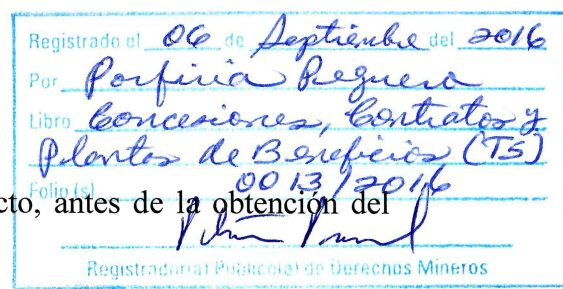 Registrado el 06 de Septiembre del 2016
Por Porfiria Reguera
Libro Concesiones, Contratos y
Plantas de Beneficios (TS)
Folio (s) 0013/2016
cto, antes de la obtención del
Registrador(a) Público(a) de Derechos Mineros